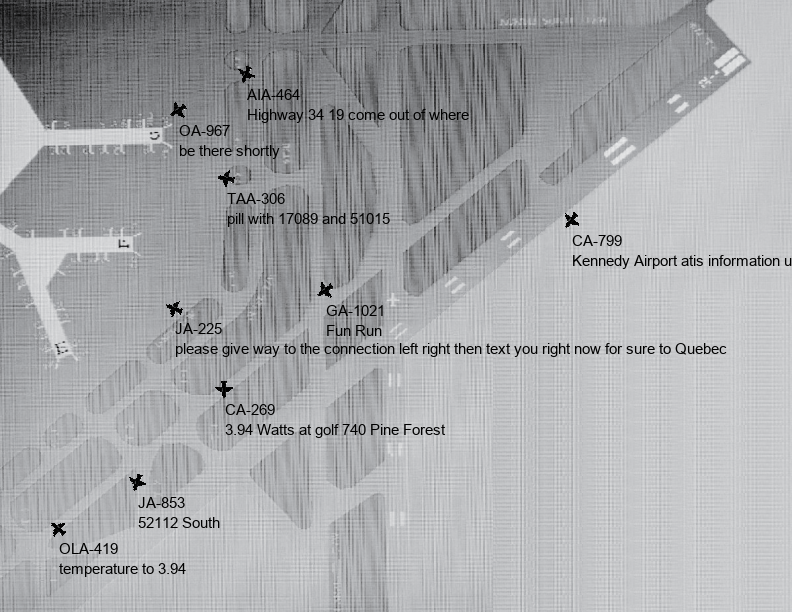 AIA-464
Highway 34 19 come out of where
OA-967
be there shortly
TAA-306
pill with 17089 and 51015
CA-799
Kennedy Airport atis information u
GA-1021
Fun Run
JA-225
please give way to the connection left right then text you right now for sure to Quebec
CA-269
3.94 Watts at golf 740 Pine Forest
JA-853
52112 South
OLA-419
temperature to 3.94